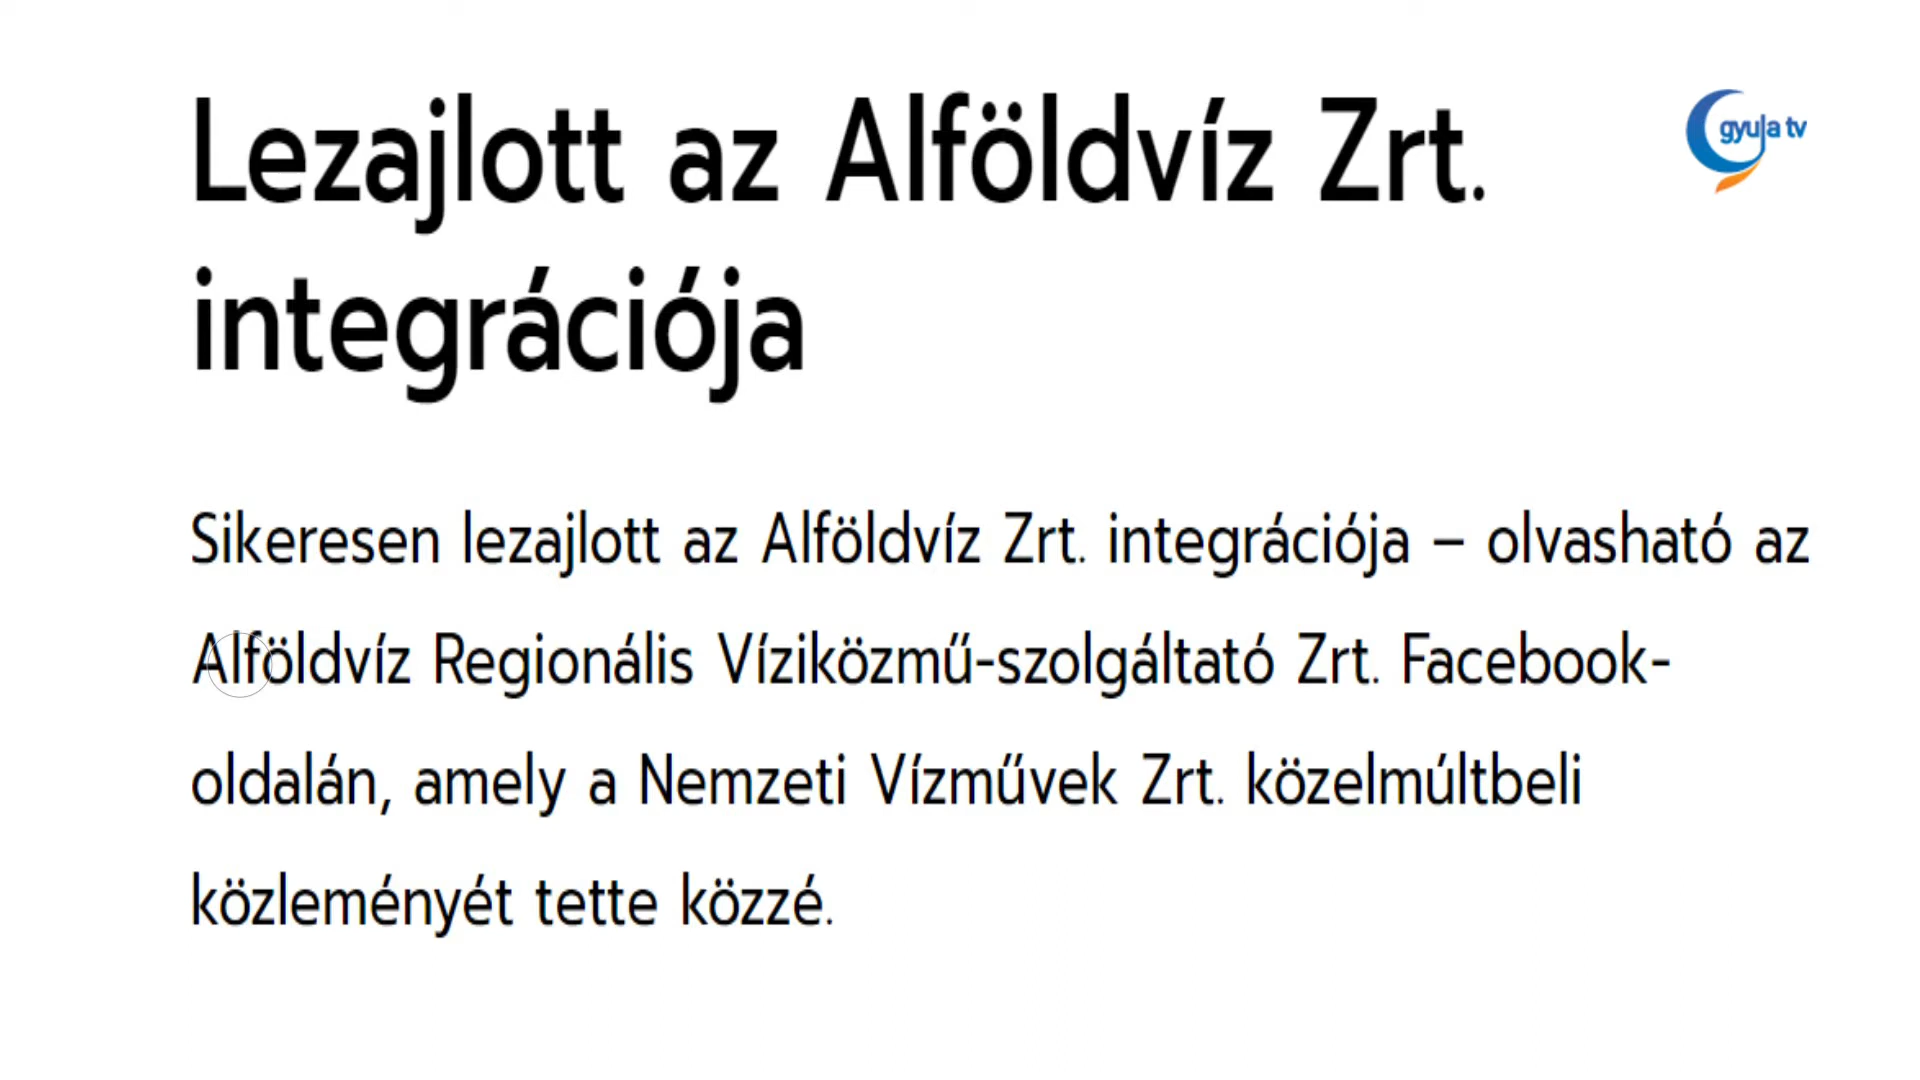 Lezajlott az Alföldvíz Zrt.
integrációja
gyula tv
Sikeresen lezajlott az Alföldvíz Zrt. integrációja – olvasható az
Alföldvíz Regionális Víziközmű-szolgáltató Zrt. Facebook-
oldalán, amely a Nemzeti Vízművek Zrt. közelmúltbeli
közleményét tette közzé.